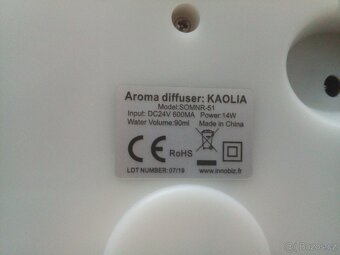 Aroma diffuser: KAOLIA
Model:SOMNR-51
Input: DC24V 600MA Power: 14W
Water Volume:90ml Made in China
CE RoHS
LOT NUMBER: 07/19
www.innobiz.fr